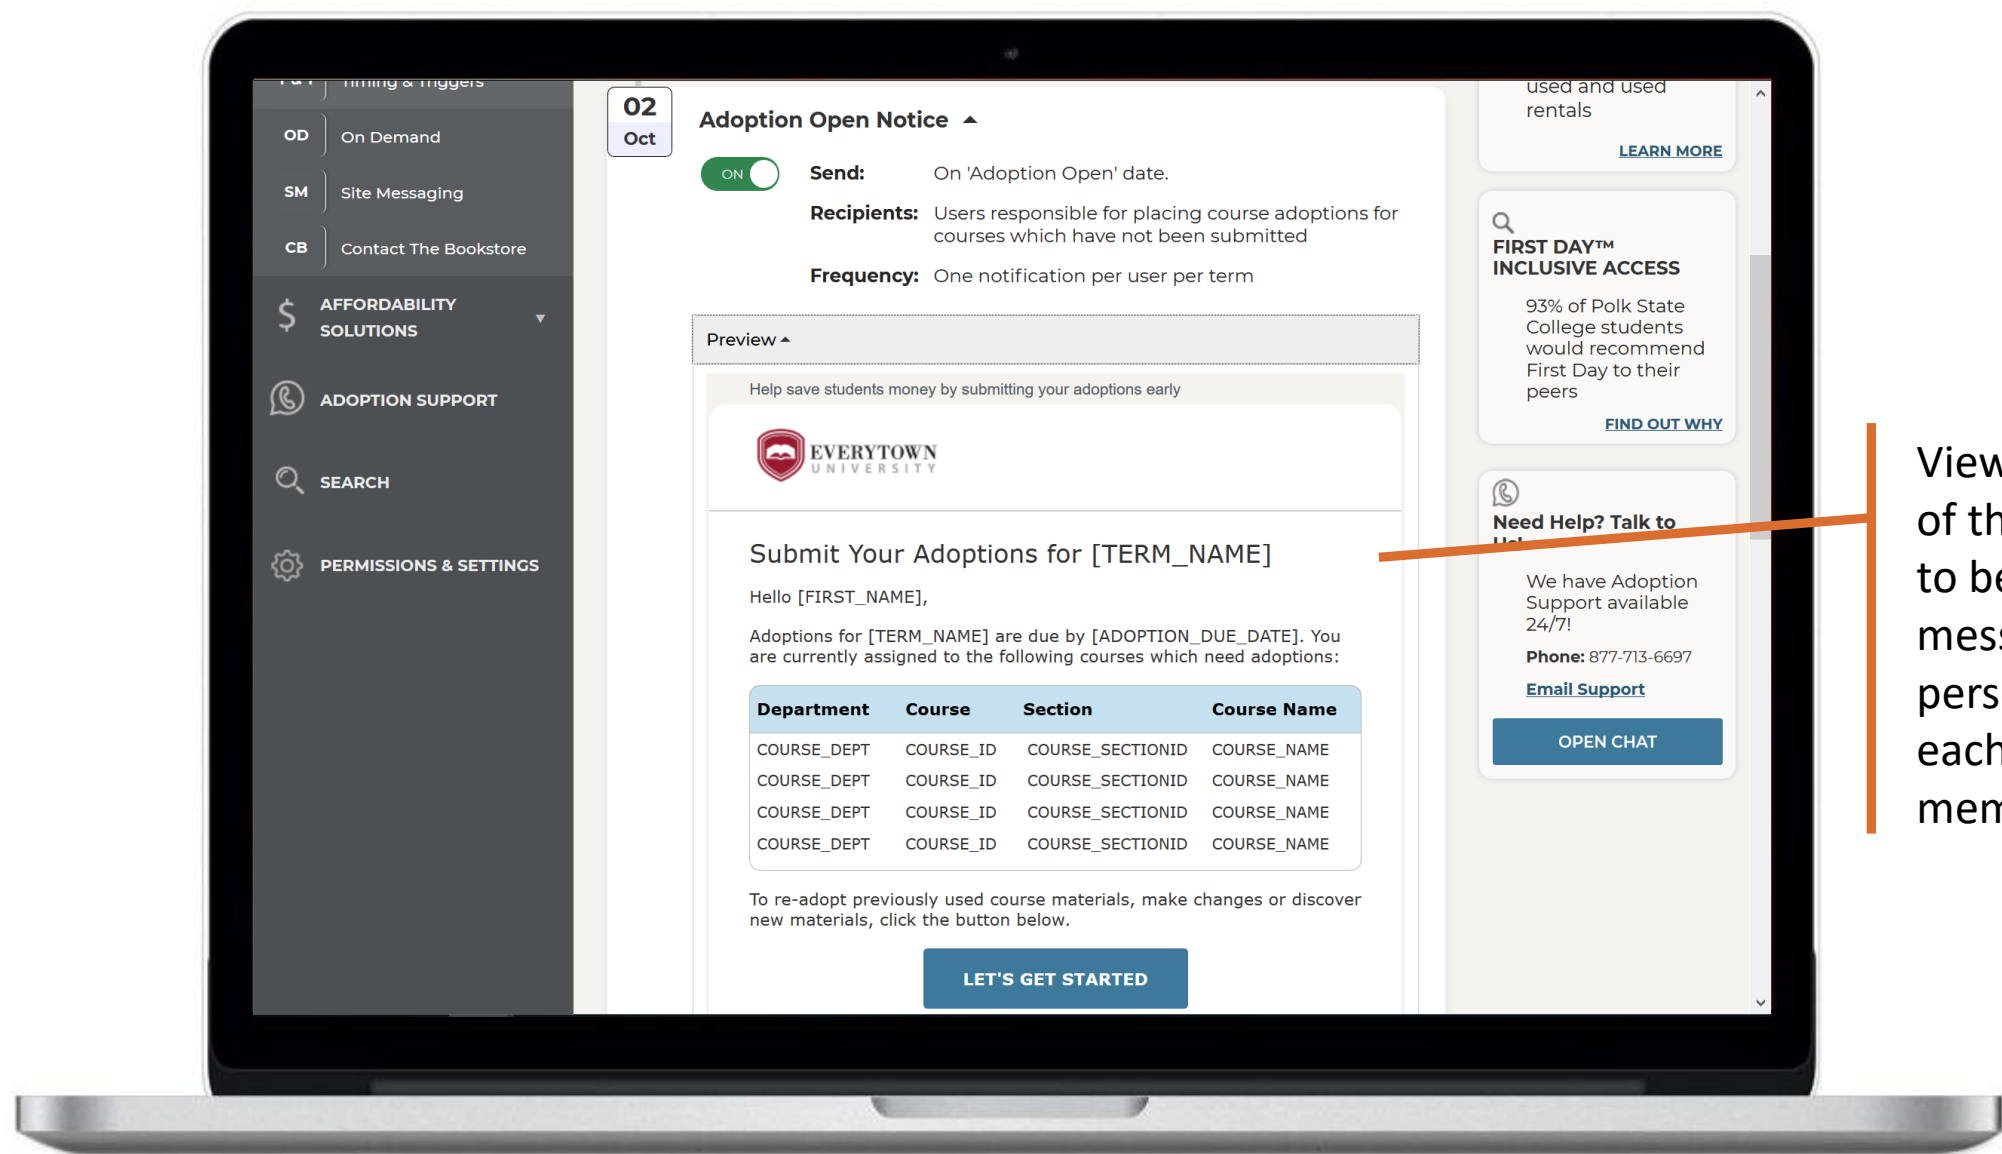 Timing & Triggers
OD On Demand
SM Site Messaging
CB Contact The Bookstore
AFFORDABILITY
SOLUTIONS
ADOPTION SUPPORT
SEARCH
PERMISSIONS & SETTINGS
02
Oct
Adoption Open Notice
ON
Send: On 'Adoption Open' date.
Recipients: Users responsible for placing course adoptions for
courses which have not been submitted
Frequency: One notification per user per term
Preview
Help save students money by submitting your adoptions early
EVERYTOWN
UNIVERSITY
Submit Your Adoptions for [TERM_NAME]
Hello [FIRST_NAME],
Adoptions for [TERM_NAME] are due by [ADOPTION_DUE_DATE]. You
are currently assigned to the following courses which need adoptions:
Department Course Section Course Name
COURSE_DEPT COURSE_ID COURSE_SECTIONID COURSE_NAME
COURSE_DEPT COURSE_ID COURSE_SECTIONID COURSE_NAME
COURSE_DEPT COURSE_ID COURSE_SECTIONID COURSE_NAME
COURSE_DEPT COURSE_ID COURSE_SECTIONID COURSE_NAME
To re-adopt previously used course materials, make changes or discover
new materials, click the button below.
LET'S GET STARTED
used and used
rentals
LEARN MORE
FIRST DAY™
INCLUSIVE ACCESS
93% of Polk State
College students
would recommend
First Day to their
peers
FIND OUT WHY
Need Help? Talk to
We have Adoption
Support available
24/7!
Phone: 877-713-6697
Email Support
OPEN CHAT
View
of
to
each